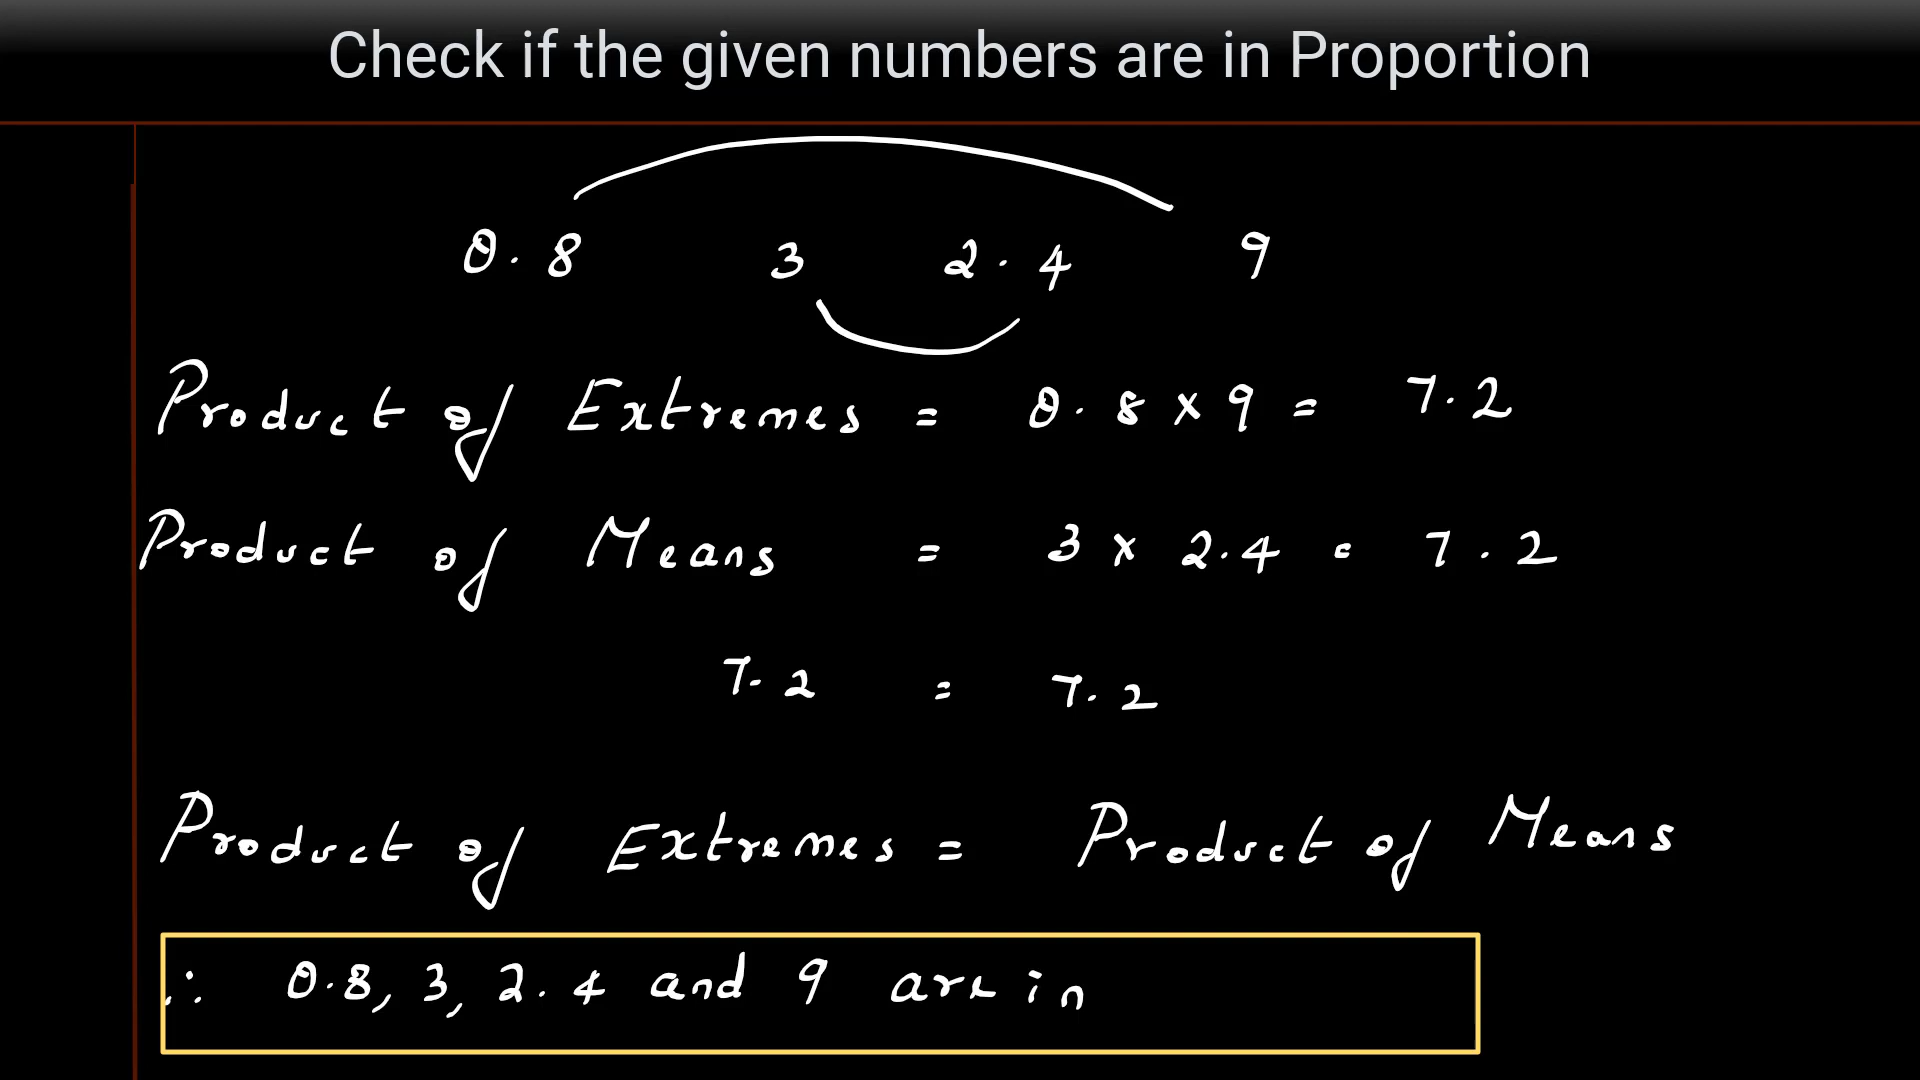 Check if the given numbers are in Proportion
0.8 3 2.4 9
Product of Extremes = 0.8 × 9 = 7.2
Product of Means = 3 × 2.4 = 7.2
7.2 = 7.2
Product of Extremes = Product of Means
∴ 0.8, 3, 2.4 and 9 are in